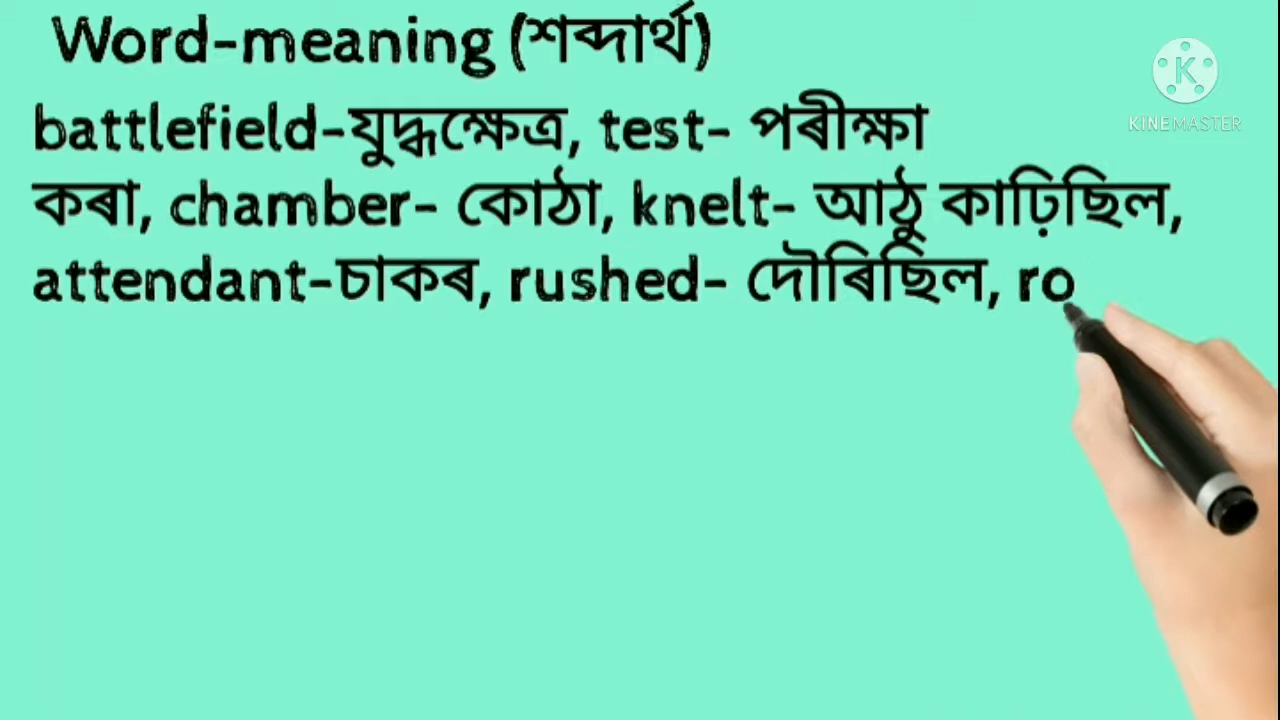 Word-meaning (শব্দাৰ্থ)
battlefield-যুদ্ধক্ষেত্ৰ, test- পৰীক্ষা
কৰা, chamber- কোঠা, knelt- আঠু কাঢ়িছিল,
attendant-চাকৰ, rushed- দৌৰিছিল, ro
K
KINEMASTER